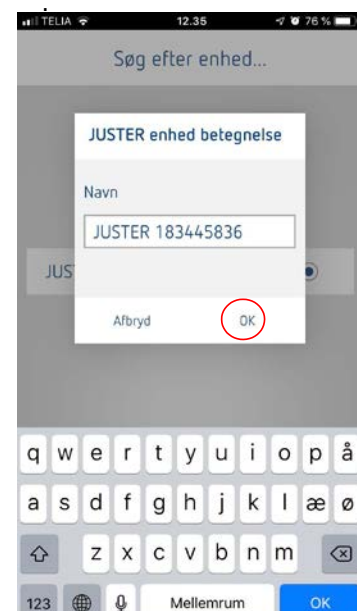 TELIA 12.35 76 %
Søg efter enhed...
JUSTER enhed betegnelse
Navn
JUSTER 183445836
JUS
Afbryd OK
q w e r t y u i o p å
a s d f g h j k l æ ø
z x c v b n m
123 Mellemrum OK